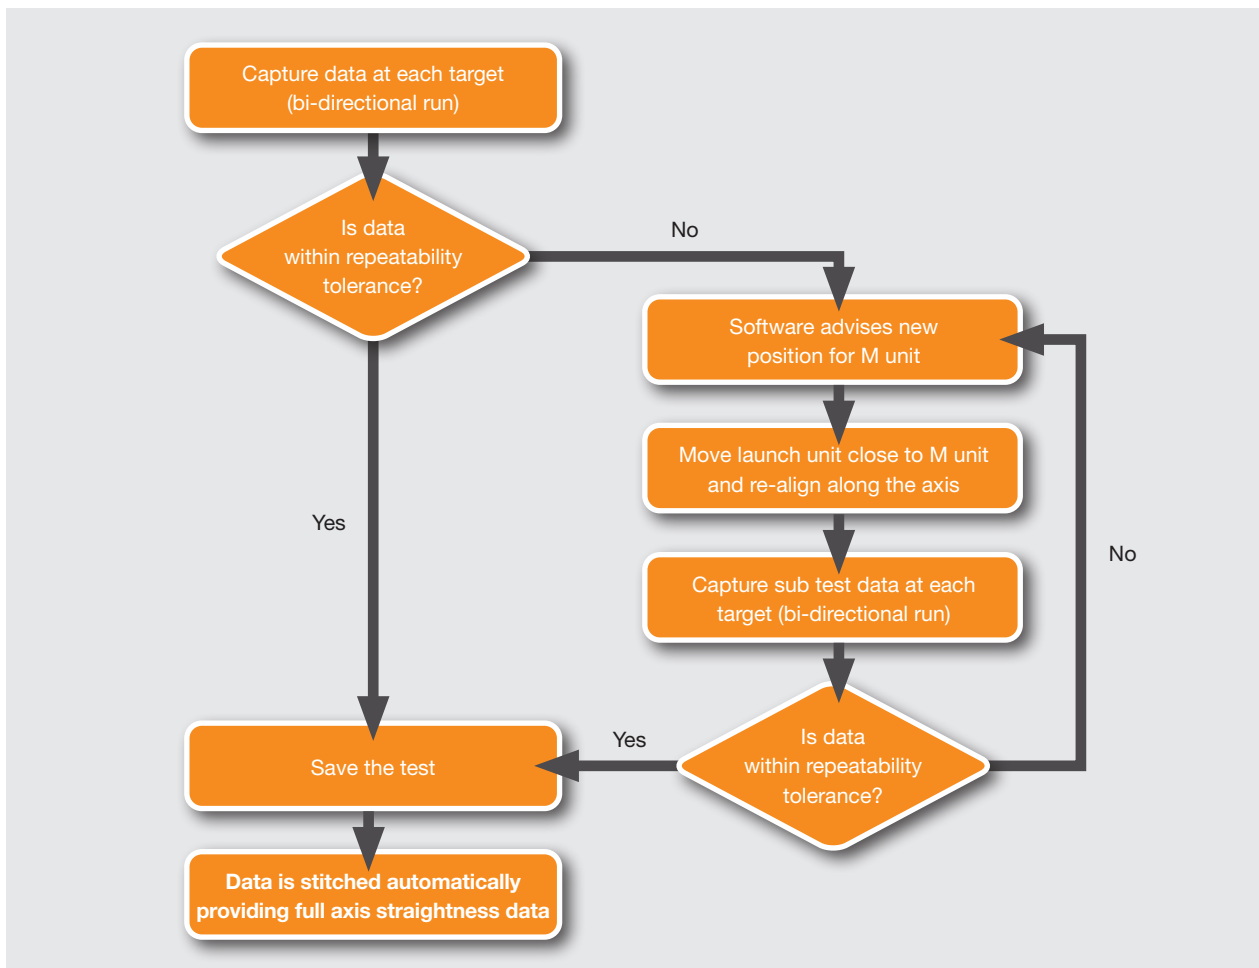 Capture data at each target
(bi-directional run)
Is data
within repeatability
tolerance?
No
Software advises new
position for M unit
Move launch unit close to M unit
and re-align along the axis
Yes
No
Capture sub test data at each
target (bi-directional run)
Is data
within repeatability
tolerance?
Yes
Save the test
Data is stitched automatically
providing full axis straightness data